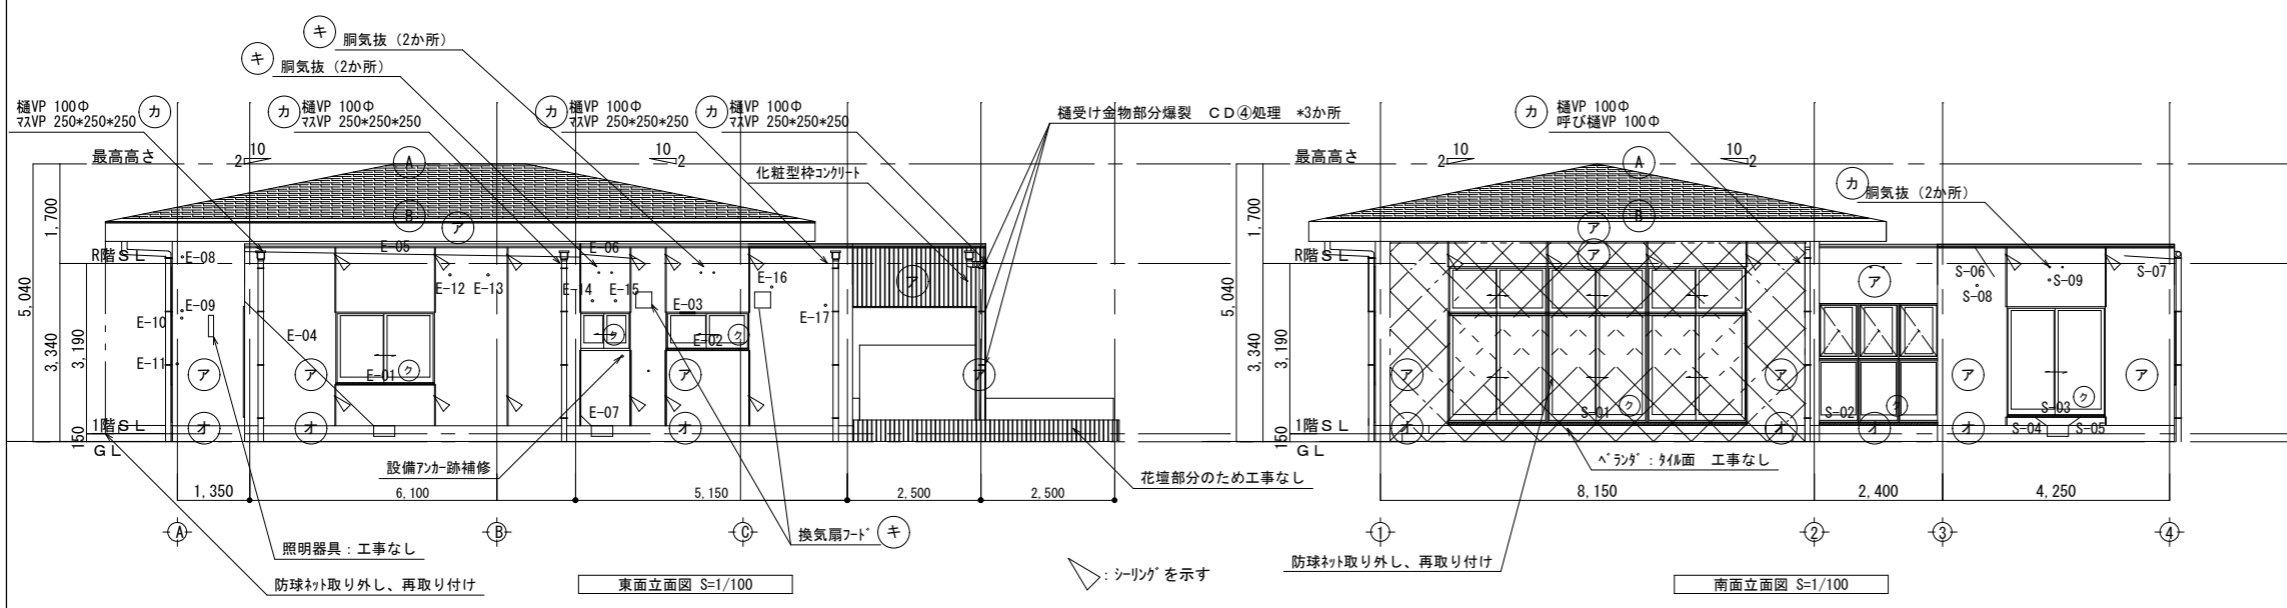 キ 胴気抜 (2か所)
キ 胴気抜 (2か所)
樋VP 100Φ
マスVP 250*250*250
カ
カ
樋VP 100Φ
マスVP 250*250*250
カ
樋VP 100Φ
マスVP 250*250*250
カ
樋VP 100Φ
マスVP 250*250*250
樋受け金物部分爆裂 CD④処理 *3か所
最高高さ
10
2
10
2
A
B
ア
化粧型枠コンクリート
1,700
5,040
3,340
3,190
150
R階SL
1階SL
GL
E-08
E-05
E-06
E-12
E-13
E-14
E-15
E-16
E-17
E-09
E-10
E-11
E-04
E-03
E-02
E-01
E-07
ク
ク
ク
ア
ア
ア
ア
ア
オ
オ
オ
設備アンカー跡補修
花壇部分のため工事なし
1,350
6,100
5,150
2,500
2,500
A
B
C
換気扇フード キ
照明器具：工事なし
防球ネット取り外し、再取り付け
東面立面図 S=1/100
：シーリングを示す
カ
樋VP 100Φ
呼び樋VP 100Φ
最高高さ
10
2
10
2
A
B
カ 胴気抜 (2か所)
ア
ア
1,700
5,040
3,340
3,190
150
R階SL
1階SL
GL
ア
S-06
S-07
S-08
S-09
ア
ア
ア
ア
S-01
ク
S-02
ク
S-03
ク
S-04
S-05
オ
オ
オ
オ
ベランダ：タイル面 工事なし
8,150
2,400
4,250
1
2
3
4
防球ネット取り外し、再取り付け
南面立面図 S=1/100